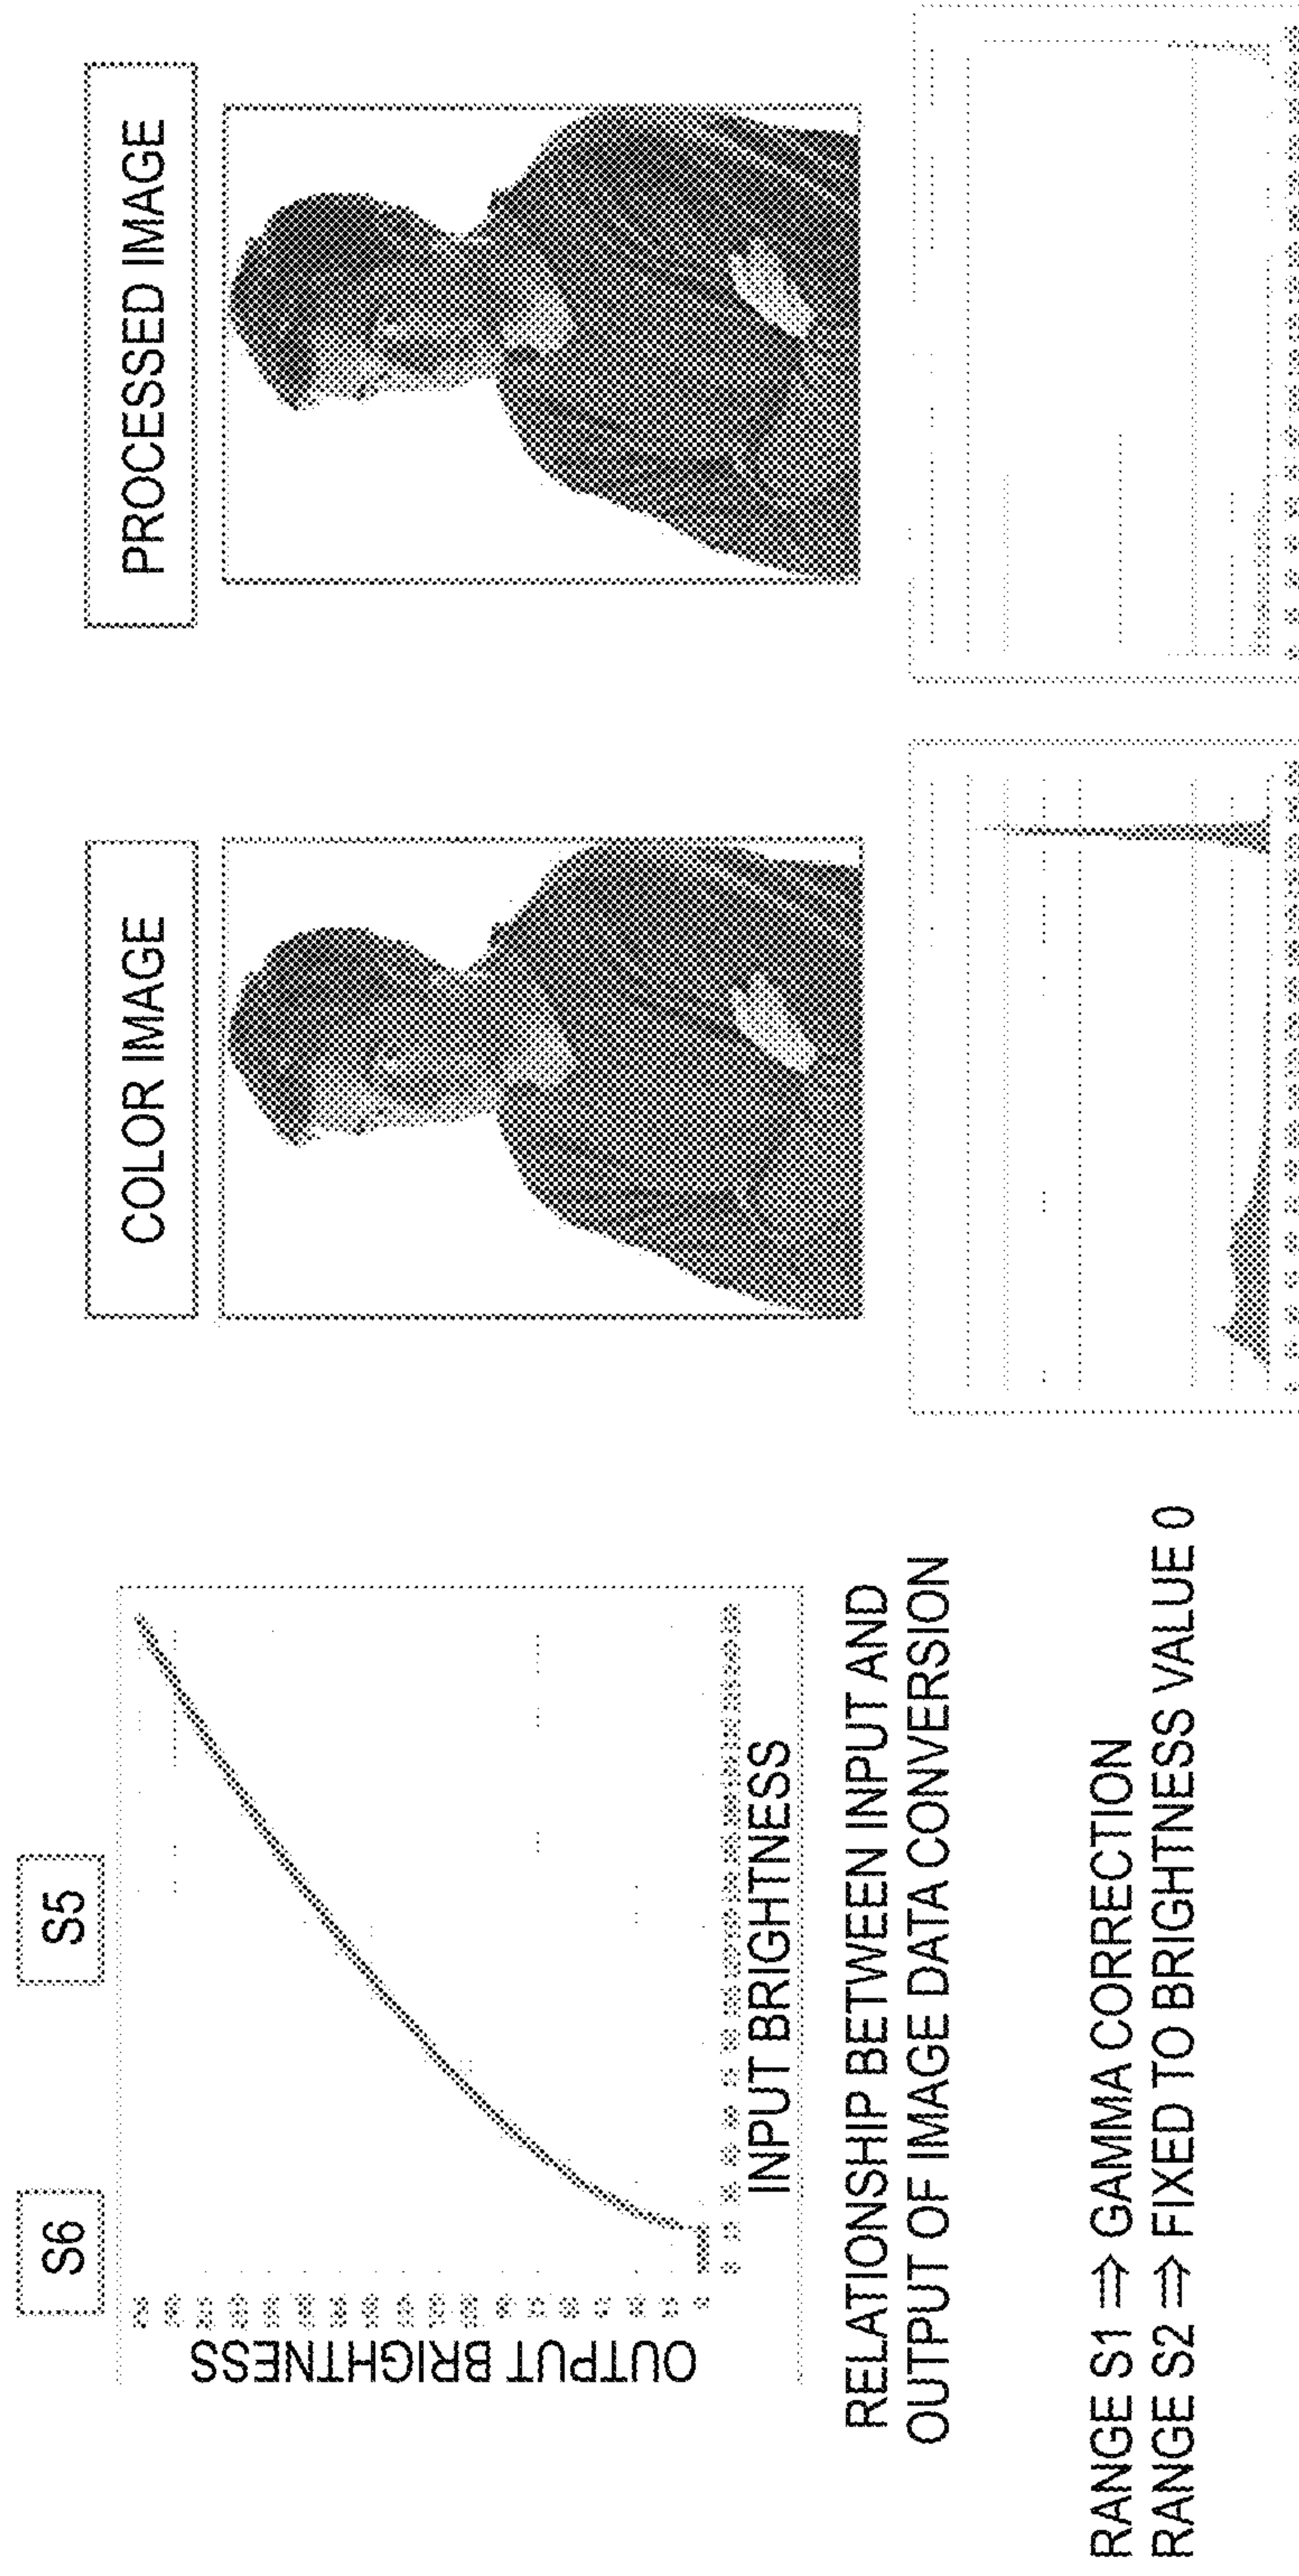 S6
S5
OUTPUT BRIGHTNESS
INPUT BRIGHTNESS
RELATIONSHIP BETWEEN INPUT AND
OUTPUT OF IMAGE DATA CONVERSION
RANGE S1 ⇒ GAMMA CORRECTION
RANGE S2 ⇒ FIXED TO BRIGHTNESS VALUE 0
COLOR IMAGE
PROCESSED IMAGE